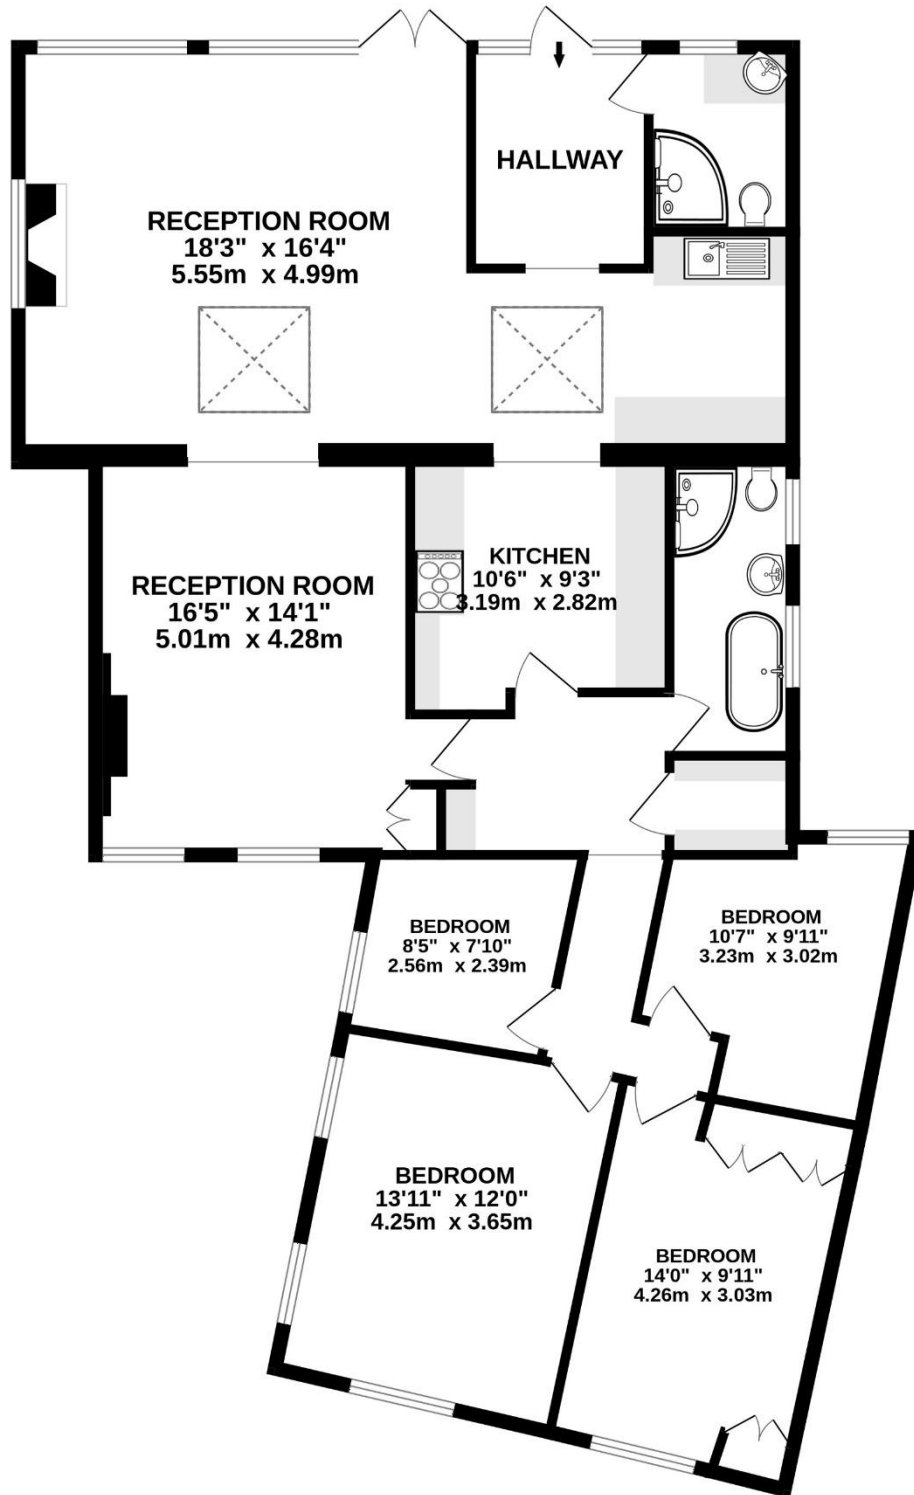 HALLWAY
RECEPTION ROOM
18'3" x 16'4"
5.55m x 4.99m
KITCHEN
10'6" x 9'3"
3.19m x 2.82m
RECEPTION ROOM
16'5" x 14'1"
5.01m x 4.28m
BEDROOM
8'5" x 7'10"
2.56m x 2.39m
BEDROOM
10'7" x 9'11"
3.23m x 3.02m
BEDROOM
13'11" x 12'0"
4.25m x 3.65m
BEDROOM
14'0" x 9'11"
4.26m x 3.03m